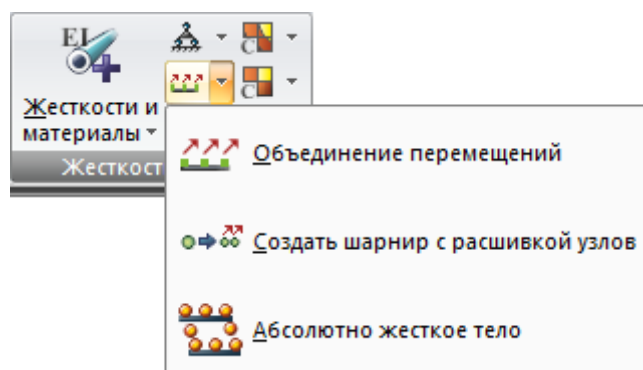 EI
C
C
Жесткости и
материалы
Жесткост
Объединение перемещений
Создать шарнир с расшивкой узлов
Абсолютно жесткое тело